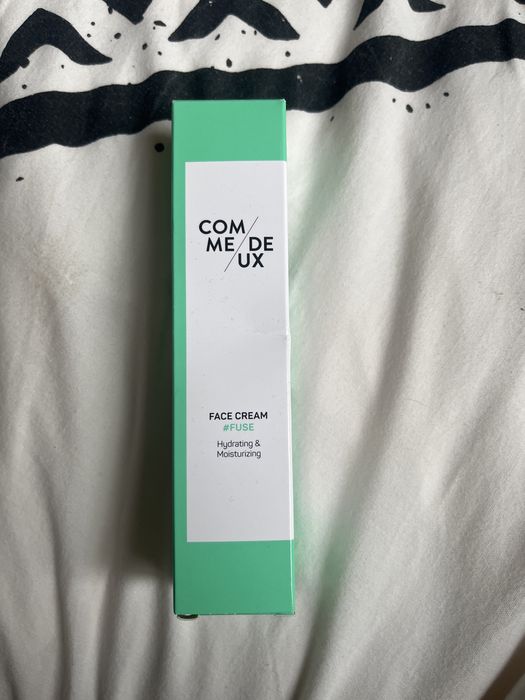 COM
ME/DE
UX
FACE CREAM
#FUSE
Hydrating &
Moisturizing